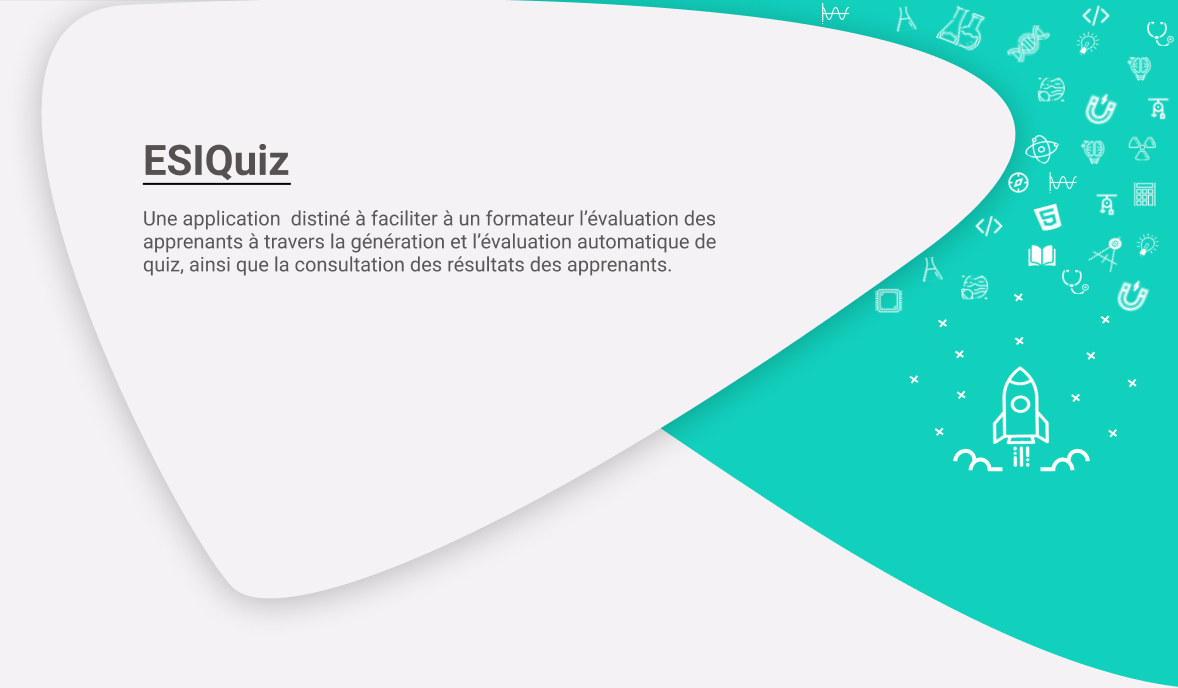 ESIQuiz
Une application  distiné à faciliter à un formateur l’évaluation des
apprenants à travers la génération et l’évaluation automatique de
quiz, ainsi que la consultation des résultats des apprenants.